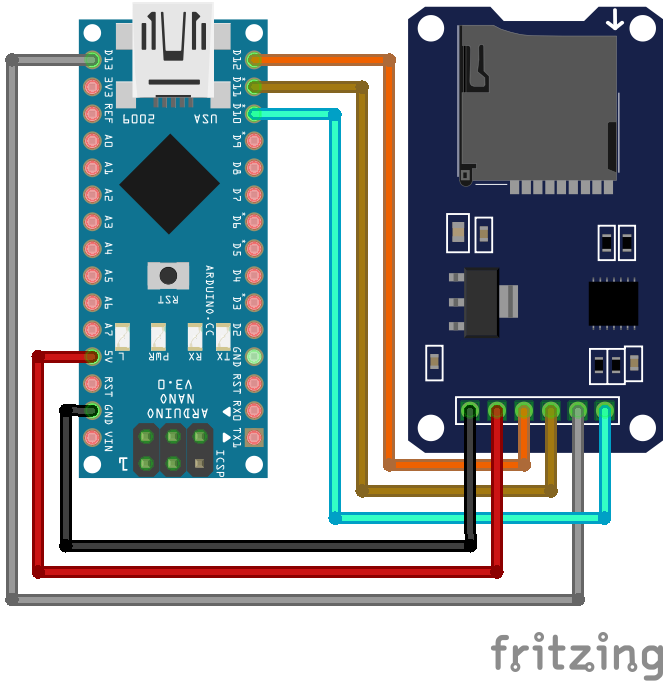 USA
9005
D13
3V3
REF
A0
A1
A2
A3
A4
A5
A6
A7
5V
RST
GND
VIN
D12
D11
D10
D9
D8
D7
D6
D5
D4
D3
D2
GND
RST
RX0
TX1
RST
ARDUINO.CC
TX
RX
PWR
L
ARDUINO
NANO
V3.0
1
ICSP
fritzing